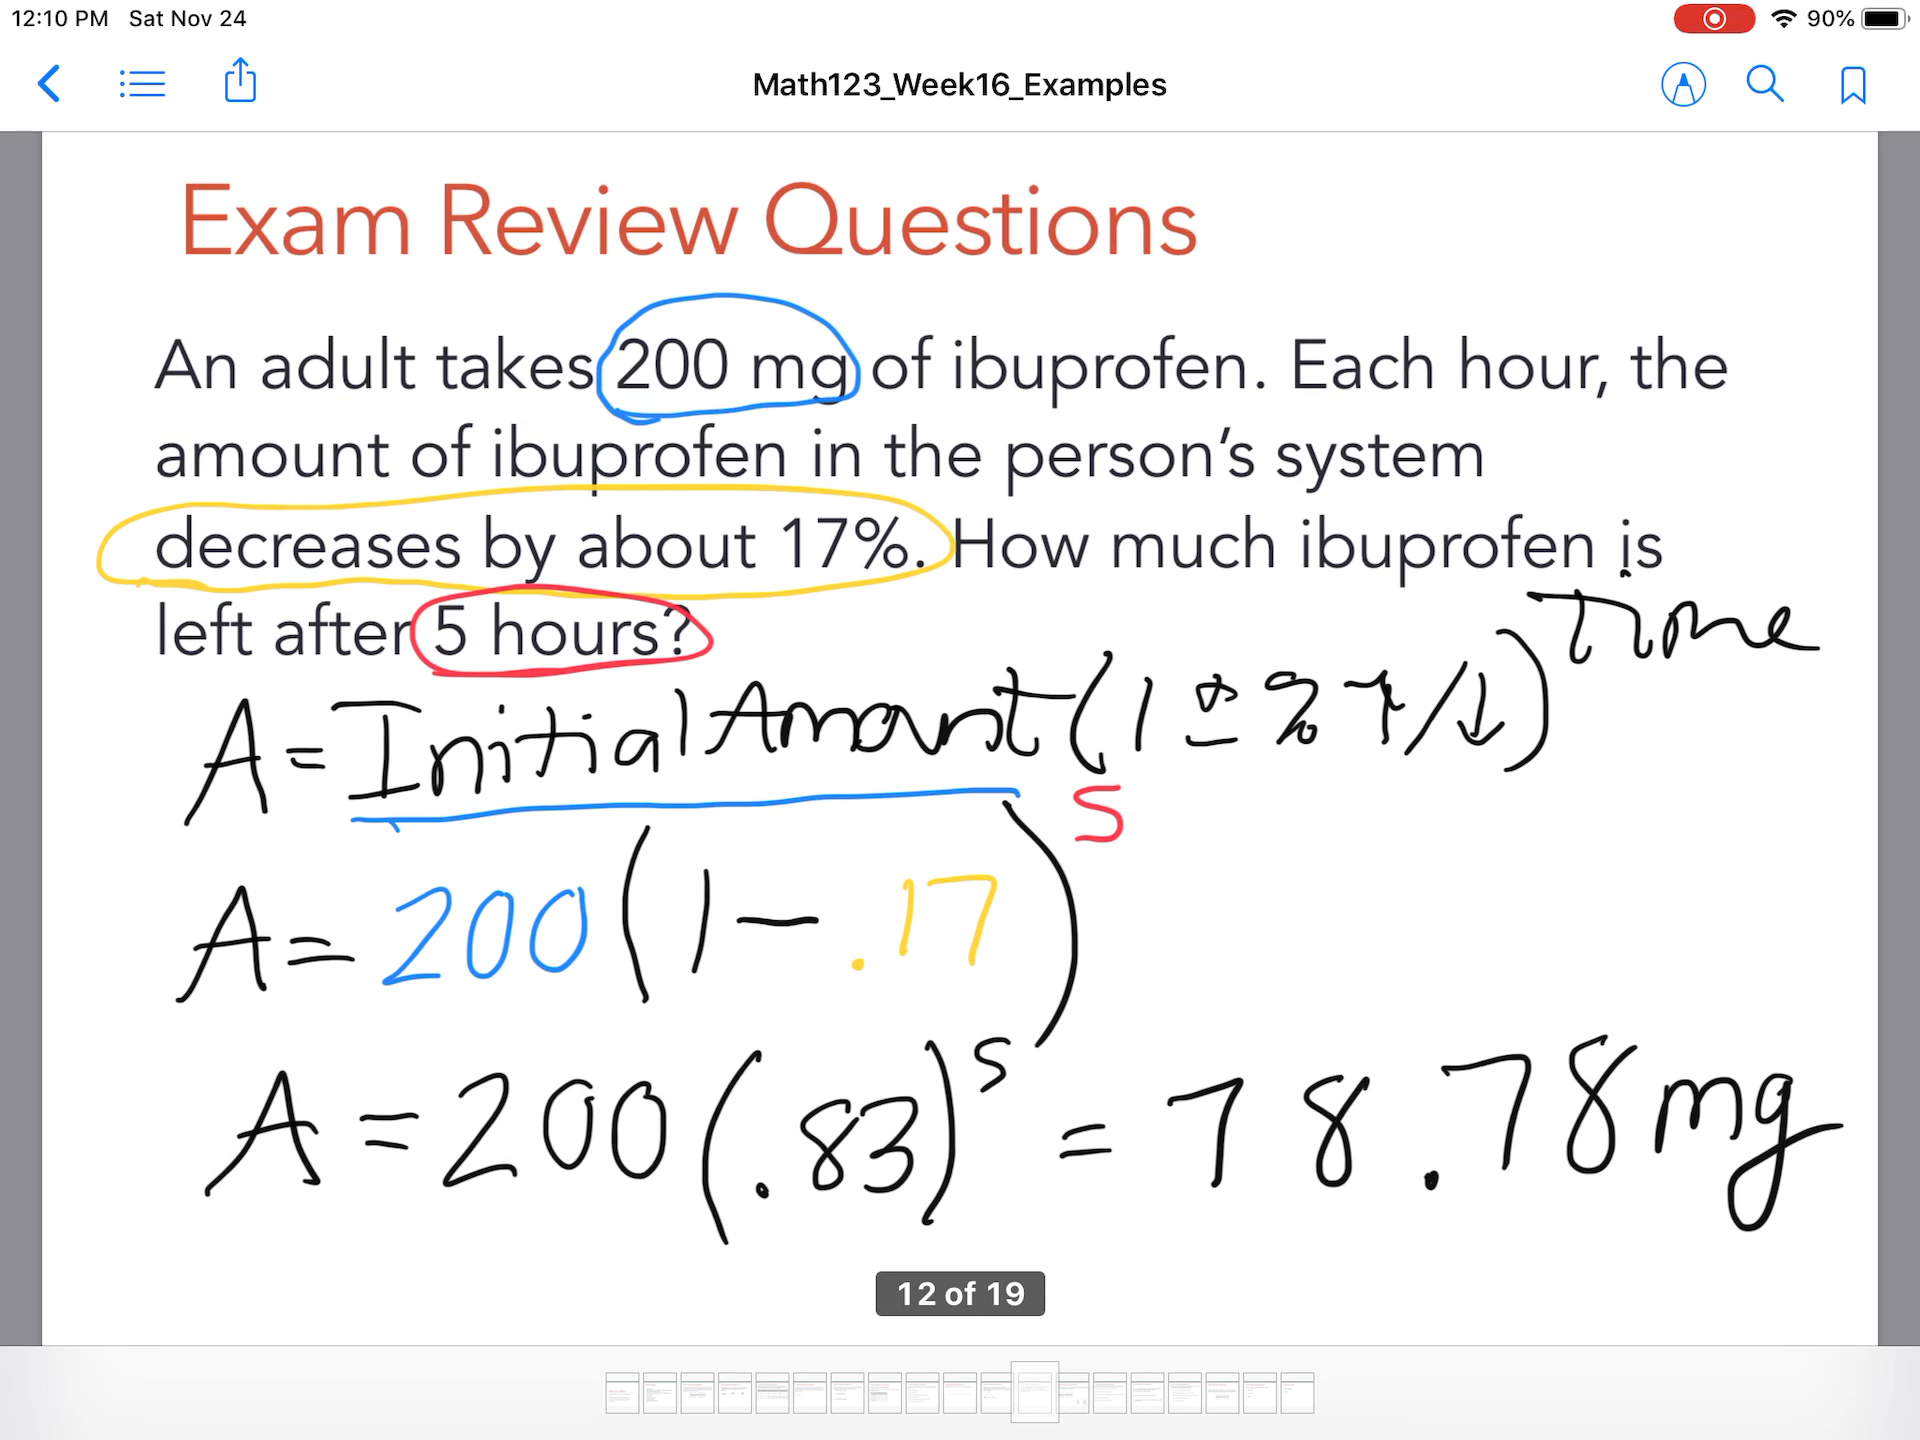 12:10 PM Sat Nov 24
90%
Math123_Week16_Examples
Exam Review Questions
An adult takes 200 mg of ibuprofen. Each hour, the
amount of ibuprofen in the person’s system
decreases by about 17%. How much ibuprofen is
left after 5 hours?
A = Initial Amount (1 ± % ↑/↓)^Time
A = 200 (1 - .17)^5
A = 200 (.83)^5 = 78.78 mg
12 of 19